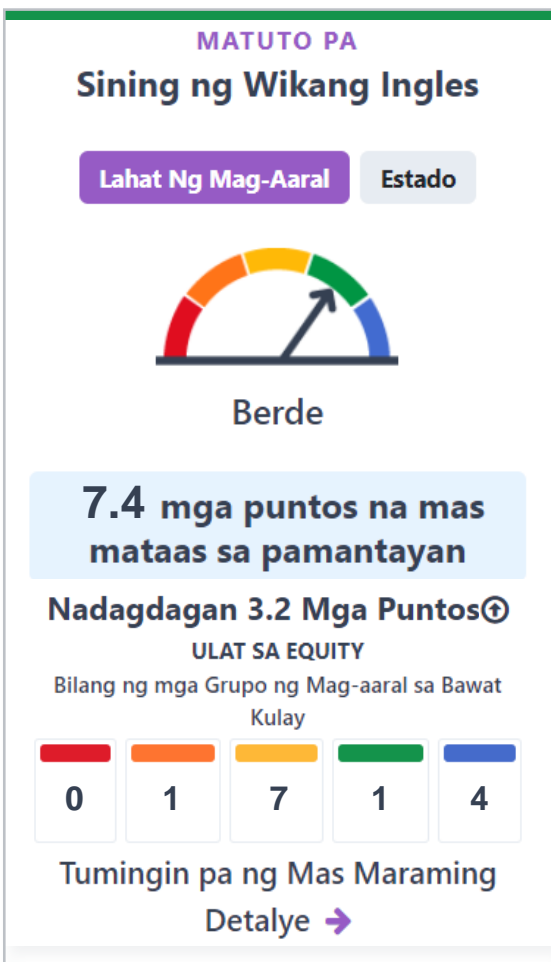 MATUTO PA
Sining ng Wikang Ingles
Lahat Ng Mag-Aaral Estado
Berde
7.4 mga puntos na mas
mataas sa pamantayan
Nadagdagan 3.2 Mga Puntos
ULAT SA EQUITY
Bilang ng mga Grupo ng Mag-aaral sa Bawat
Kulay
0 1 7 1 4
Tumingin pa ng Mas Maraming
Detalye